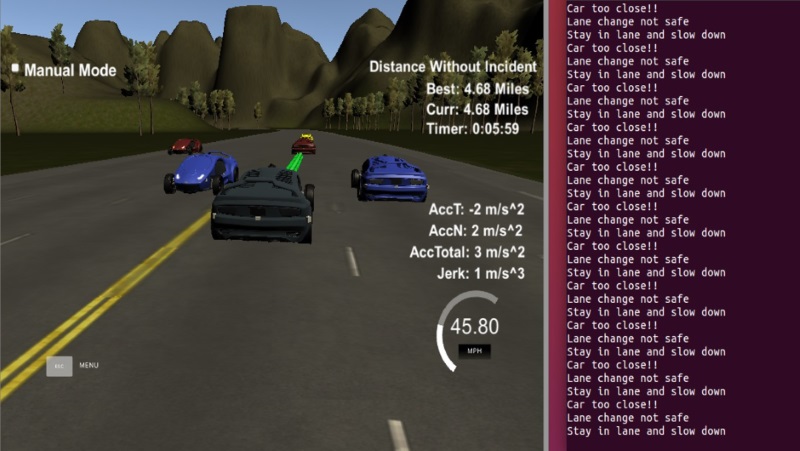 Manual Mode
Distance Without Incident
Best: 4.68 Miles
Curr: 4.68 Miles
Timer: 0:05:59
AccT: -2 m/s^2
AccN: 2 m/s^2
AccTotal: 3 m/s^2
Jerk: 1 m/s^3
45.80
MPH
MENU
Car too close!!
Lane change not safe
Stay in lane and slow down
Car too close!!
Lane change not safe
Stay in lane and slow down
Car too close!!
Lane change not safe
Stay in lane and slow down
Car too close!!
Lane change not safe
Stay in lane and slow down
Car too close!!
Lane change not safe
Stay in lane and slow down
Car too close!!
Lane change not safe
Stay in lane and slow down
Car too close!!
Lane change not safe
Stay in lane and slow down
Car too close!!
Lane change not safe
Stay in lane and slow down
Car too close!!
Lane change not safe
Stay in lane and slow down
Car too close!!
Lane change not safe
Stay in lane and slow down
Car too close!!
Lane change not safe
Stay in lane and slow down